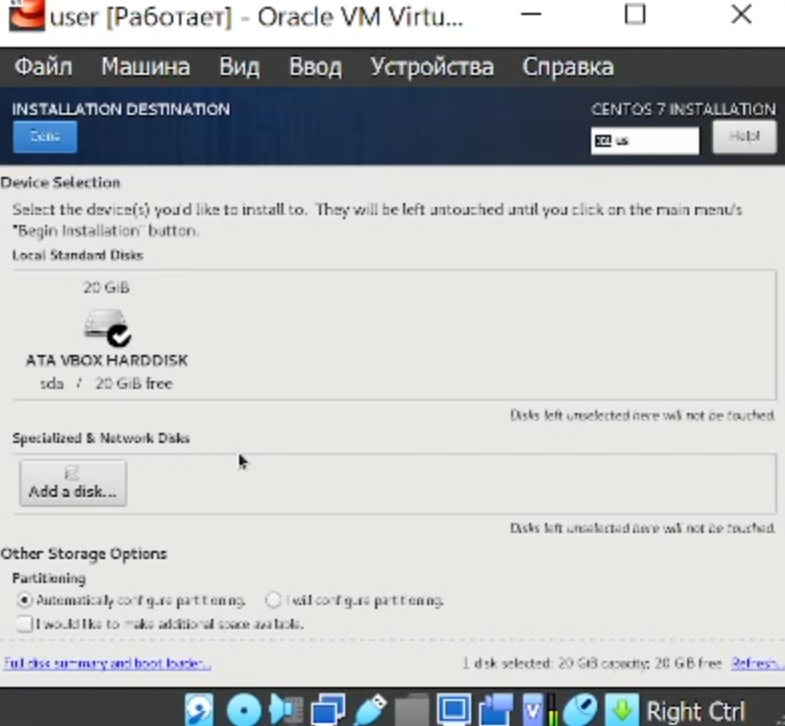 user [Работает] - Oracle VM Virtu...
Файл Машина Вид Ввод Устройства Справка
INSTALLATION DESTINATION
CENTOS 7 INSTALLATION
Done
us
Help!
Device Selection
Select the device(s) you'd like to install to. They will be left untouched until you click on the main menu's
"Begin Installation" button.
Local Standard Disks
20 GiB
ATA VBOX HARDDISK
sda / 20 GiB free
Disks left unselected here will not be touched.
Specialized & Network Disks
Add a disk...
Disks left unselected here will not be touched.
Other Storage Options
Partitioning
Automatically configure partitioning. I will configure partitioning.
I would like to make additional space available.
Full disk summary and boot loader...
1 disk selected; 20 GiB capacity; 20 GiB free Refresh...
Right Ctrl